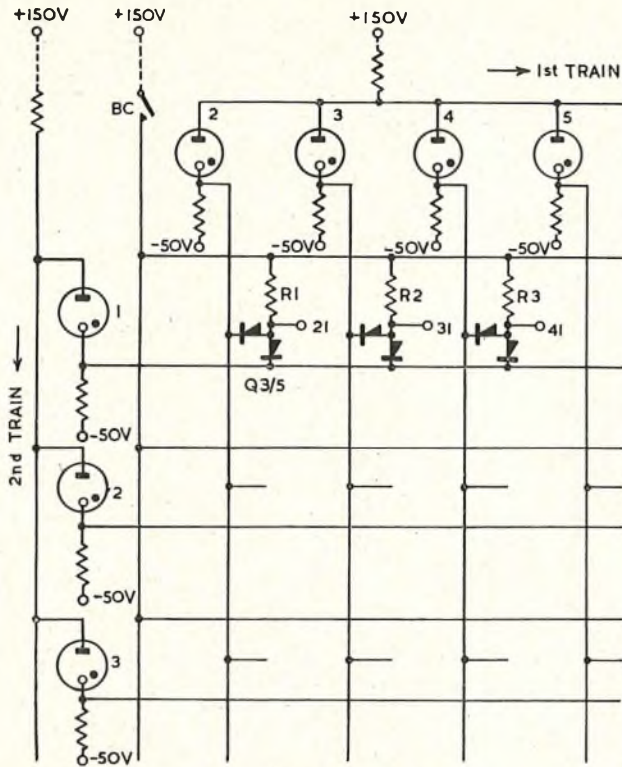 +150V +150V +150V
→ 1st TRAIN
BC
2 3 4 5
-50V -50V -50V -50V
1
R1 R2 R3
21 31 41
Q3/5
2nd TRAIN
-50V
2
-50V
3
-50V